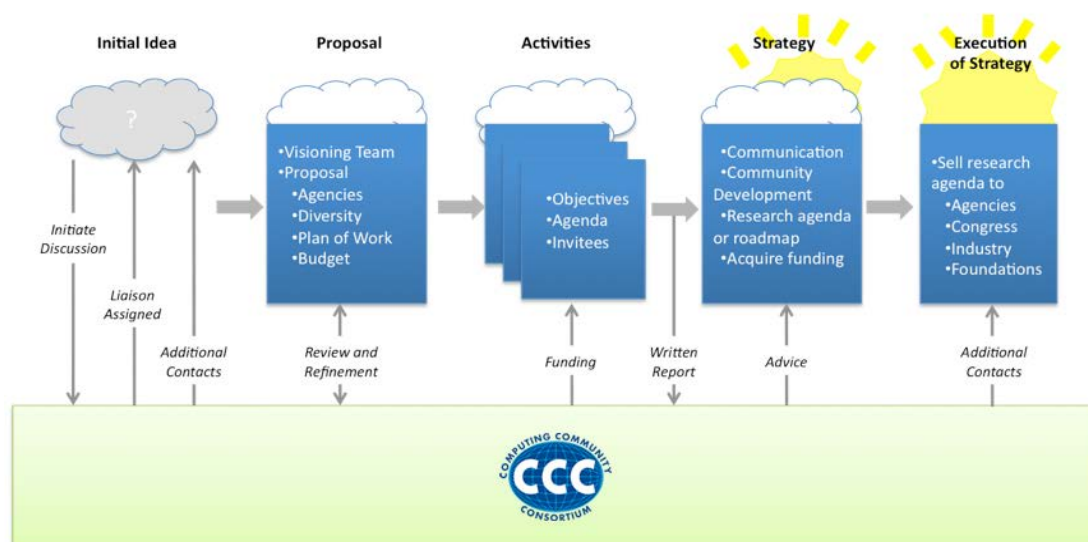 Initial Idea
Proposal
Activities
Strategy
Execution
of Strategy
?
•Visioning Team
•Proposal
•Agencies
•Diversity
•Plan of Work
•Budget
•Objectives
•Agenda
•Invitees
•Communication
•Community
Development
•Research agenda
or roadmap
•Acquire funding
•Sell research
agenda to
•Agencies
•Congress
•Industry
•Foundations
Initiate
Discussion
Liaison
Assigned
Additional
Contacts
Review and
Refinement
Funding
Written
Report
Advice
Additional
Contacts
COMPUTING COMMUNITY
CCC
CONSORTIUM